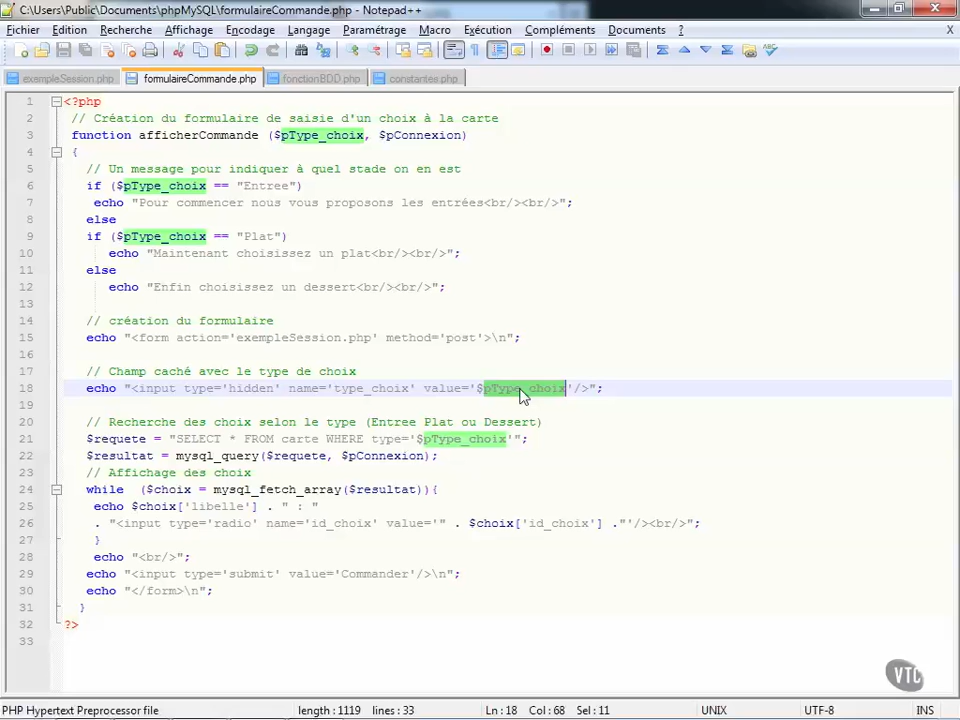 C:\Users\Public\Documents\phpMySQL\formulaireCommande.php - Notepad++
Fichier Edition Recherche Affichage Encodage Langage Paramétrage Macro Exécution Compléments Documents ? X
exempleSession.php formulaireCommande.php fonctionBDD.php constantes.php
1 <?php
2 // Création du formulaire de saisie d'un choix à la carte
3 function afficherCommande ($pType_choix, $pConnexion)
4 {
5 // Un message pour indiquer à quel stade on en est
6 if ($pType_choix == "Entree")
7 echo "Pour commencer nous vous proposons les entrées<br/><br/>";
8 else
9 if ($pType_choix == "Plat")
10 echo "Maintenant choisissez un plat<br/><br/>";
11 else
12 echo "Enfin choisissez un dessert<br/><br/>";
13
14 // création du formulaire
15 echo "<form action='exempleSession.php' method='post'>\n";
16
17 // Champ caché avec le type de choix
18 echo "<input type='hidden' name='type_choix' value='$pType_choix'/>";
19
20 // Recherche des choix selon le type (Entree Plat ou Dessert)
21 $requete = "SELECT * FROM carte WHERE type='$pType_choix'";
22 $resultat = mysql_query($requete, $pConnexion);
23 // Affichage des choix
24 while ($choix = mysql_fetch_array($resultat)){
25 echo $choix['libelle'] . " : "
26 . "<input type='radio' name='id_choix' value='" . $choix['id_choix'] ."'/><br/>";
27 }
28 echo "<br/>";
29 echo "<input type='submit' value='Commander'/>\n";
30 echo "</form>\n";
31 }
32 ?>
33
VTC
PHP Hypertext Preprocessor file length : 1119 lines : 33 Ln : 18 Col : 68 Sel : 11 UNIX UTF-8 INS